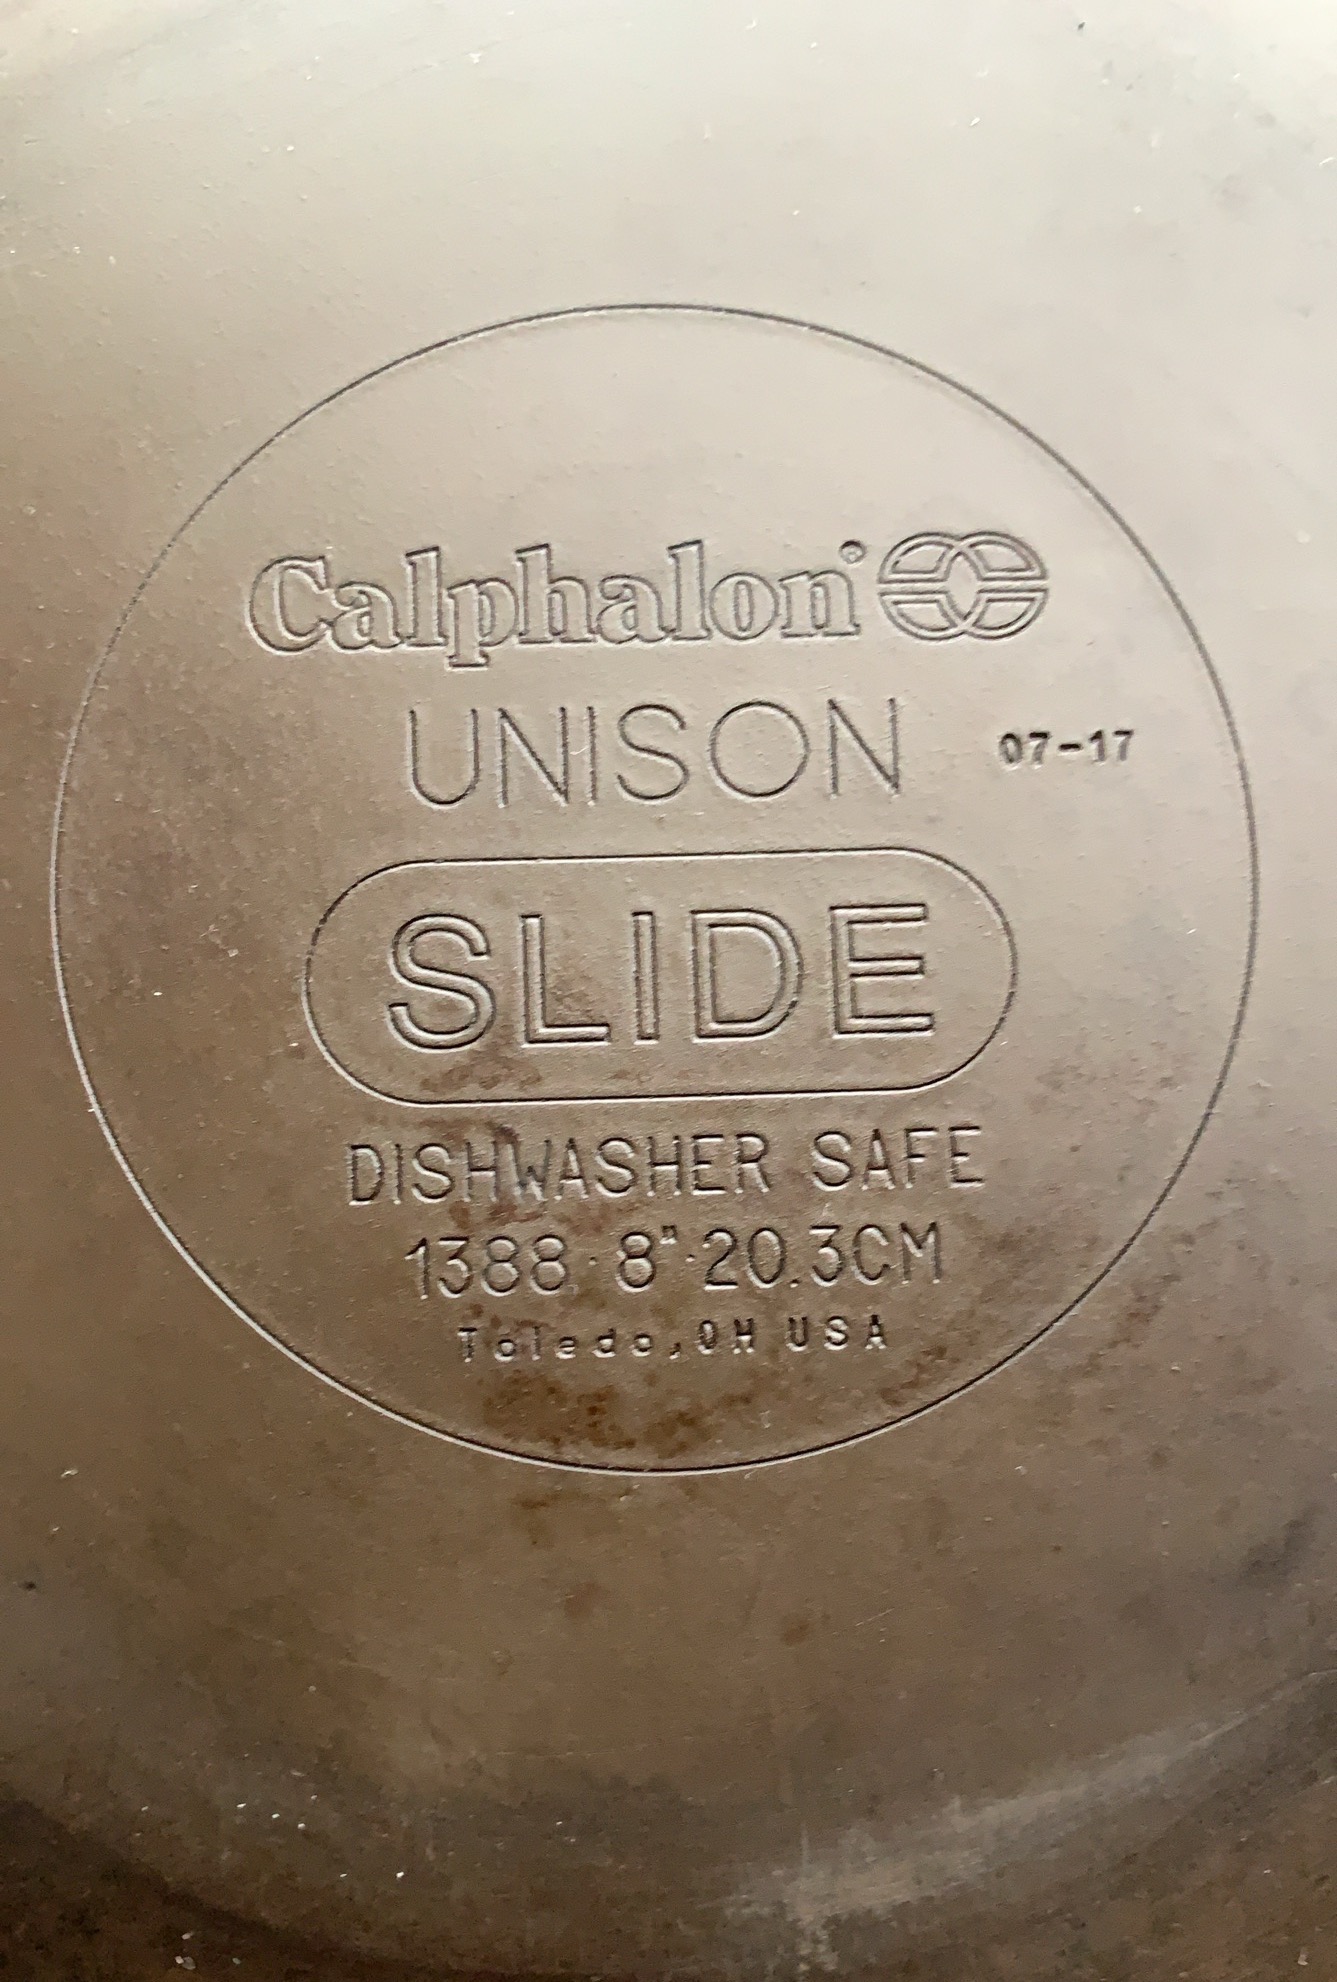 Calphalon®
UNISON 07-17
SLIDE
DISHWASHER SAFE
1388·8"·20.3CM
Toledo,OH USA